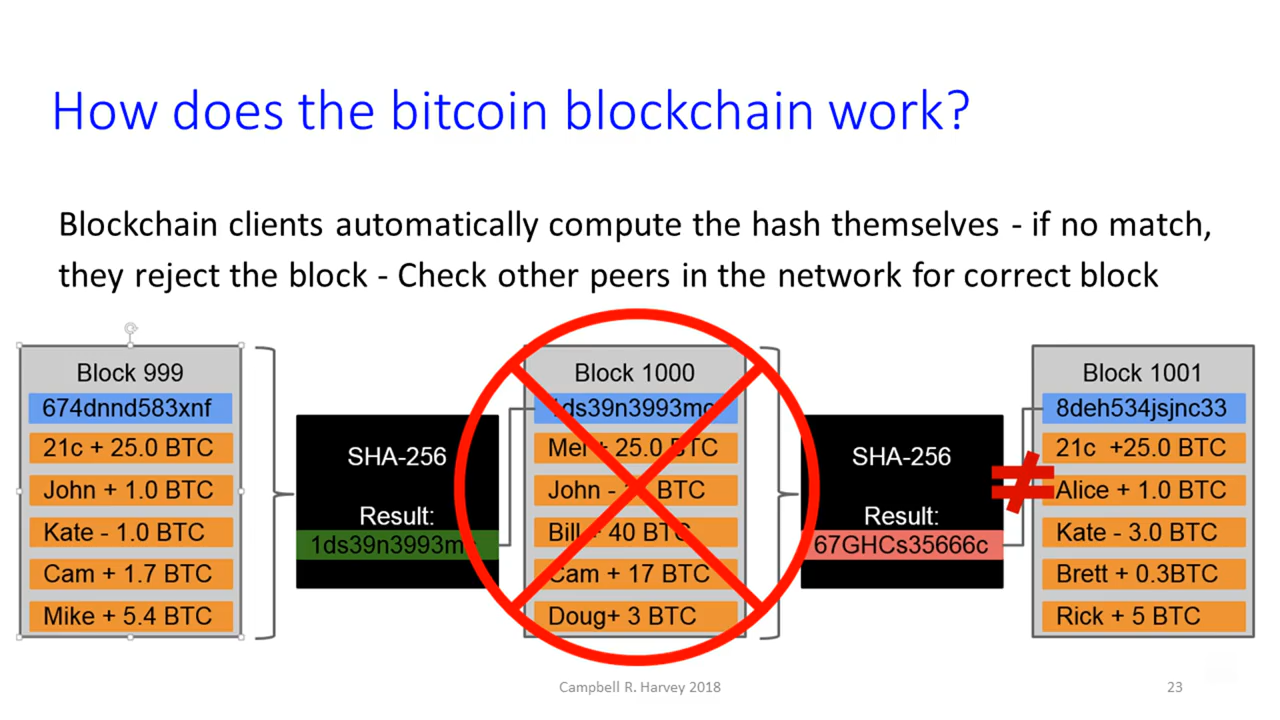 How does the bitcoin blockchain work?
Blockchain clients automatically compute the hash themselves - if no match,
they reject the block - Check other peers in the network for correct block
Block 999
674dnnd583xnf
21c + 25.0 BTC
John + 1.0 BTC
Kate - 1.0 BTC
Cam + 1.7 BTC
Mike + 5.4 BTC
SHA-256
Result:
1ds39n3993m
Block 1000
1ds39n3993mc
+ 25.0 BTC
John - BTC
Bill + 40 BTC
Cam + 17 BTC
Doug+ 3 BTC
SHA-256
Result:
67GHCs35666c
≠
Block 1001
8deh534jsjnc33
21c +25.0 BTC
Alice + 1.0 BTC
Kate - 3.0 BTC
Brett + 0.3BTC
Rick + 5 BTC
Campbell R. Harvey 2018
23